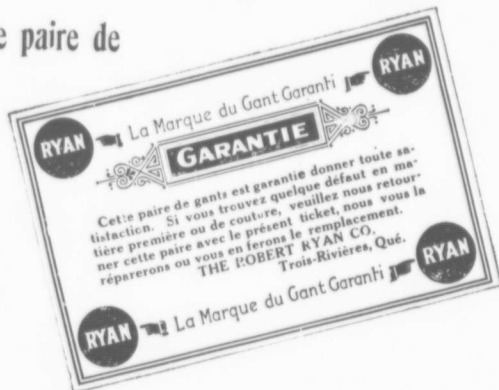 e paire de
RYAN La Marque du Gant Garanti RYAN
GARANTIE
Cette paire de gants est garantie donner toute sa-
tisfaction. Si vous trouvez quelque défaut en ma-
tière première ou de couture, veuillez nous retour-
ner cette paire avec le présent ticket, nous vous la
réparerons ou vous en ferons le remplacement.
THE ROBERT RYAN CO.
Trois-Rivières, Qué.
RYAN La Marque du Gant Garanti RYAN